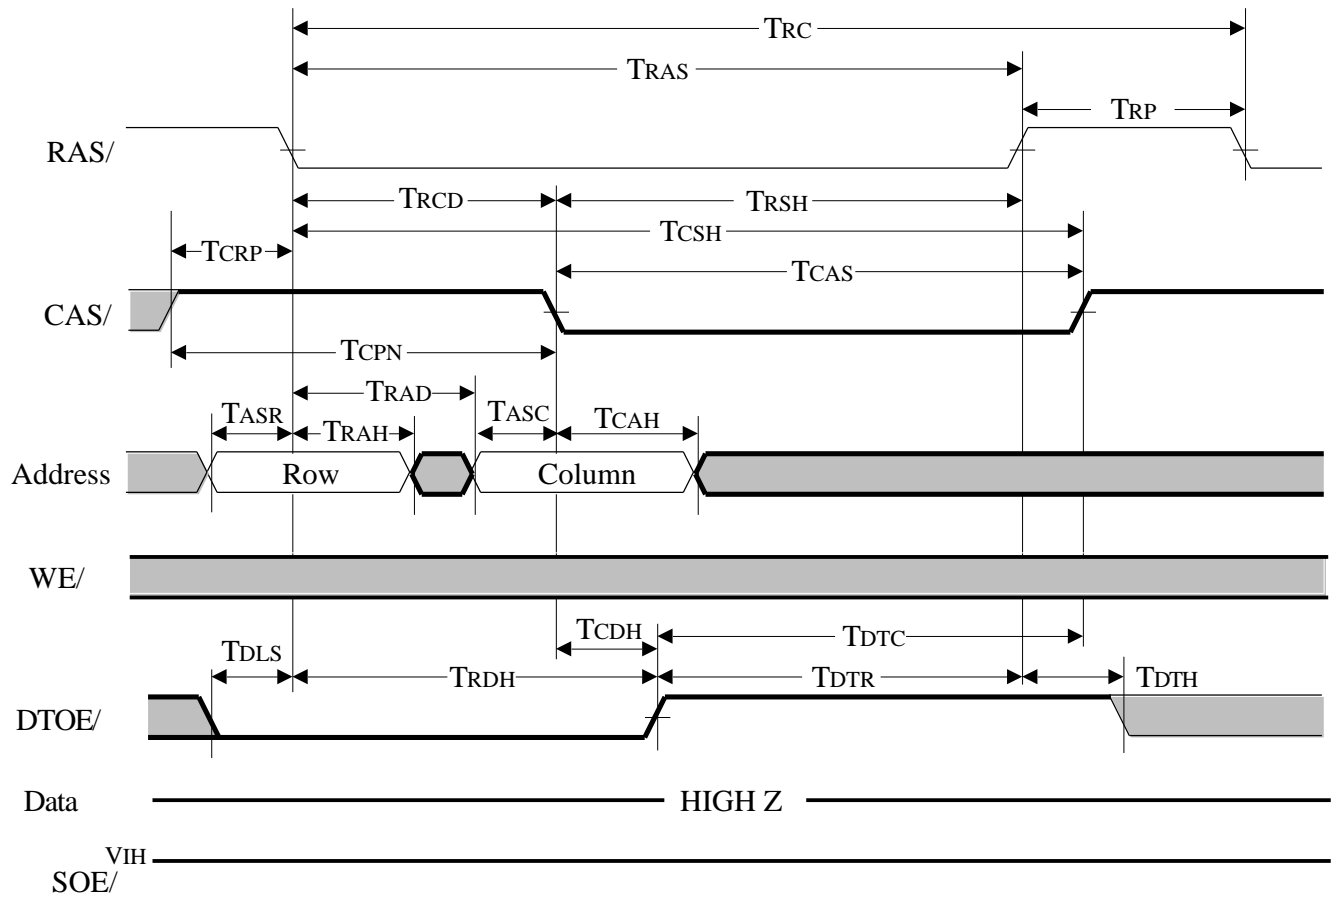 TRC
TRAS
TRP
RAS/
TRCD
TRSH
TCSH
TCRP
TCAS
CAS/
TCPN
TRAD
TASR
TASC
TCAH
TRAH
Address
Row
Column
WE/
TCDH
TDTC
TDLS
TRDH
TDTR
TDTH
DTOE/
Data
HIGH Z
VIH
SOE/